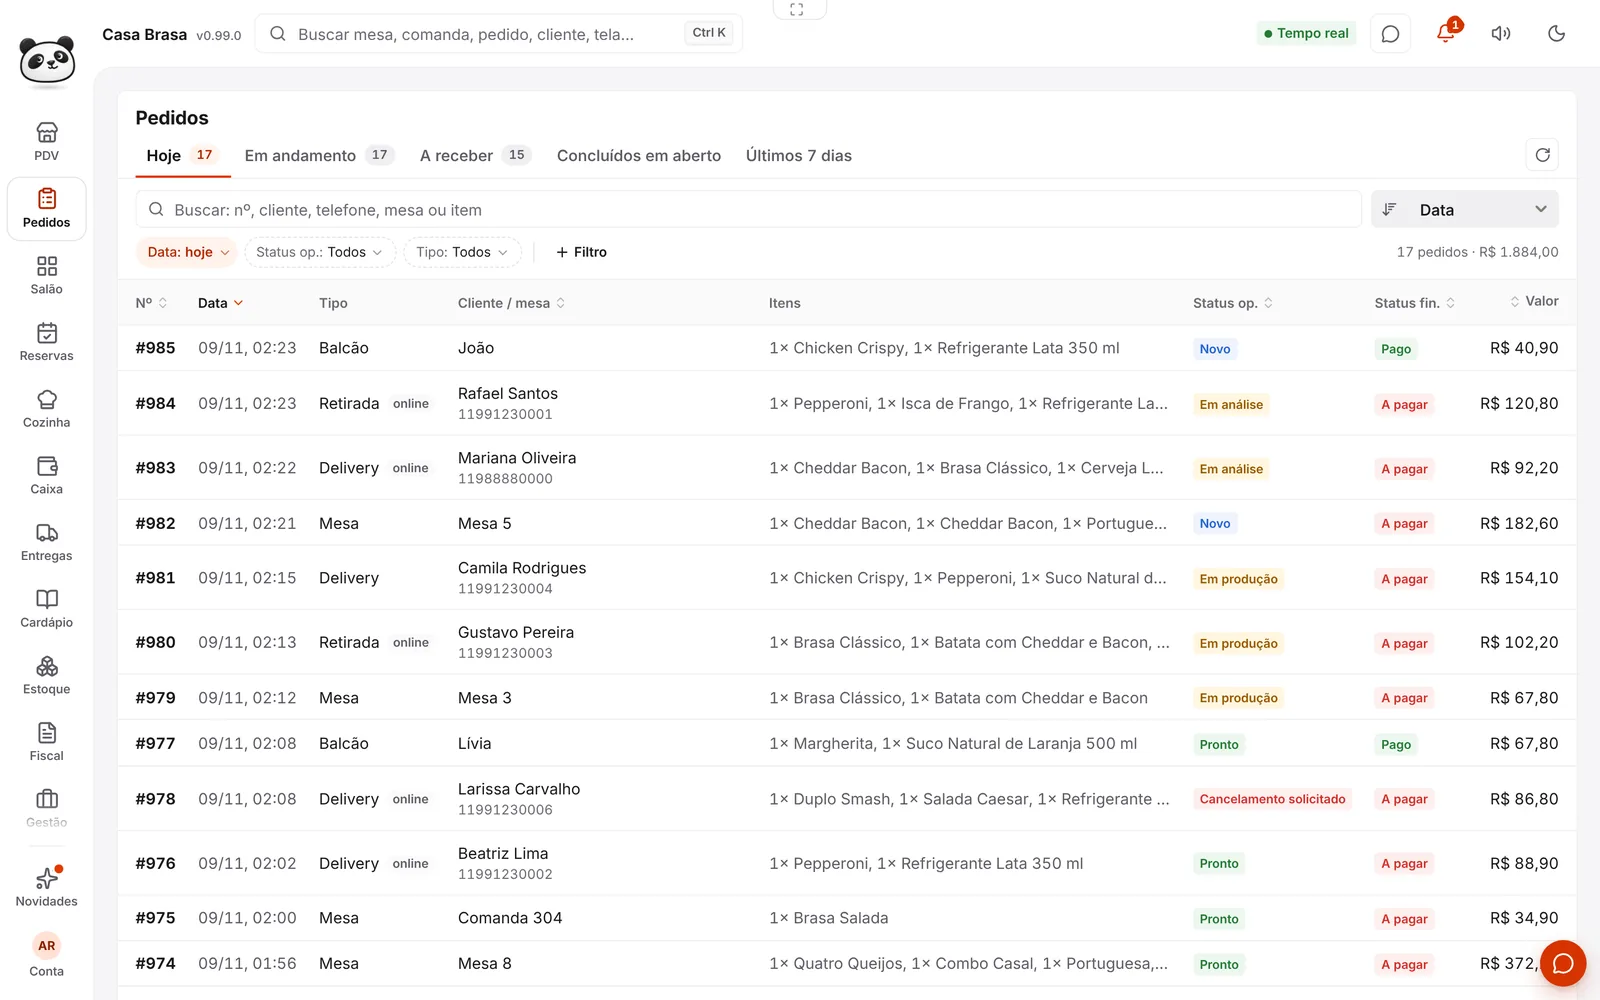 Casa Brasa v0.99.0
Buscar mesa, comanda, pedido, cliente, tela... Ctrl K
Tempo real
1
PDV
Pedidos
Salão
Reservas
Cozinha
Caixa
Entregas
Cardápio
Estoque
Fiscal
Gestão
Novidades
AR
Conta
Pedidos
Hoje 17 Em andamento 17 A receber 15 Concluídos em aberto Últimos 7 dias
Buscar: nº, cliente, telefone, mesa ou item
Data
Data: hoje Status op.: Todos Tipo: Todos + Filtro 17 pedidos · R$ 1.884,00
Nº Data Tipo Cliente / mesa Itens Status op. Status fin. Valor
#985 09/11, 02:23 Balcão João 1× Chicken Crispy, 1× Refrigerante Lata 350 ml Novo Pago R$ 40,90
#984 09/11, 02:23 Retirada online Rafael Santos 1× Pepperoni, 1× Isca de Frango, 1× Refrigerante La... Em análise A pagar R$ 120,80
11991230001
#983 09/11, 02:22 Delivery online Mariana Oliveira 1× Cheddar Bacon, 1× Brasa Clássico, 1× Cerveja L... Em análise A pagar R$ 92,20
11988880000
#982 09/11, 02:21 Mesa Mesa 5 1× Cheddar Bacon, 1× Cheddar Bacon, 1× Portugue... Novo A pagar R$ 182,60
#981 09/11, 02:15 Delivery Camila Rodrigues 1× Chicken Crispy, 1× Pepperoni, 1× Suco Natural d... Em produção A pagar R$ 154,10
11991230004
#980 09/11, 02:13 Retirada online Gustavo Pereira 1× Brasa Clássico, 1× Batata com Cheddar e Bacon, ... Em produção A pagar R$ 102,20
11991230003
#979 09/11, 02:12 Mesa Mesa 3 1× Brasa Clássico, 1× Batata com Cheddar e Bacon Em produção A pagar R$ 67,80
#977 09/11, 02:08 Balcão Lívia 1× Margherita, 1× Suco Natural de Laranja 500 ml Pronto Pago R$ 67,80
#978 09/11, 02:08 Delivery online Larissa Carvalho 1× Duplo Smash, 1× Salada Caesar, 1× Refrigerante ... Cancelamento solicitado A pagar R$ 86,80
11991230006
#976 09/11, 02:02 Delivery online Beatriz Lima 1× Pepperoni, 1× Refrigerante Lata 350 ml Pronto A pagar R$ 88,90
11991230002
#975 09/11, 02:00 Mesa Comanda 304 1× Brasa Salada Pronto A pagar R$ 34,90
#974 09/11, 01:56 Mesa Mesa 8 1× Quatro Queijos, 1× Combo Casal, 1× Portuguesa,... Pronto A pagar R$ 372,